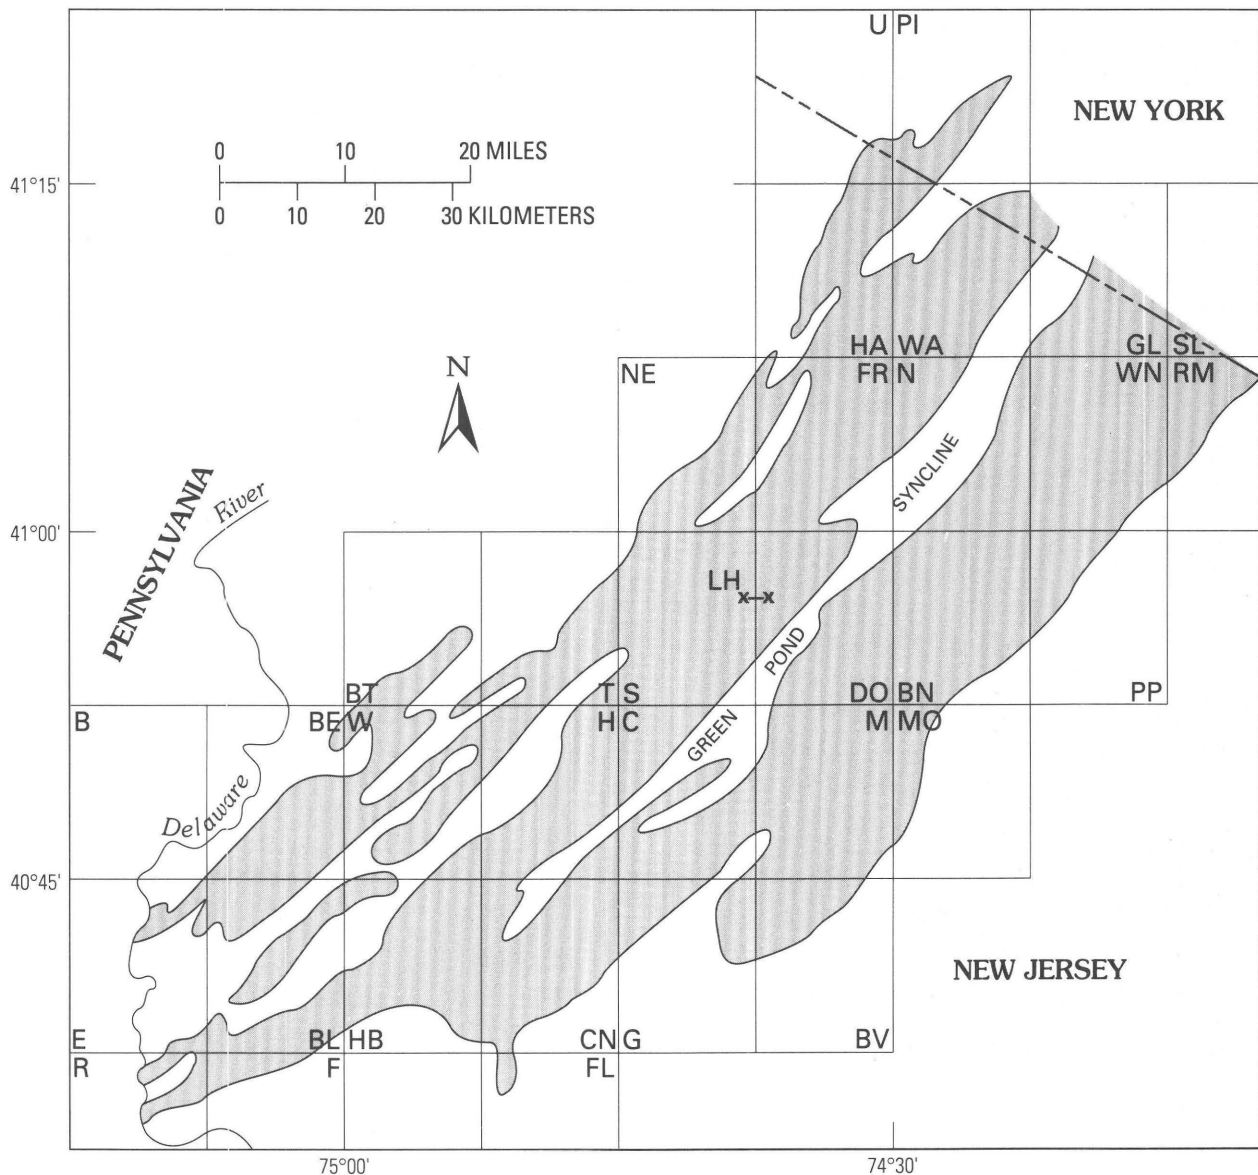 U PI
NEW YORK
0 10 20 MILES
0 10 20 30 KILOMETERS
41°15'
HA WA
FR N
GL SL
WN RM
NE
N
PENNSYLVANIA
River
SYNCLINE
41°00'
LH x—x
POND
GREEN
BT
BE W
B
T S
H C
DO BN
M MO
PP
Delaware
40°45'
NEW JERSEY
E
R
BL HB
F
CN G
FL
BV
75°00'
74°30'